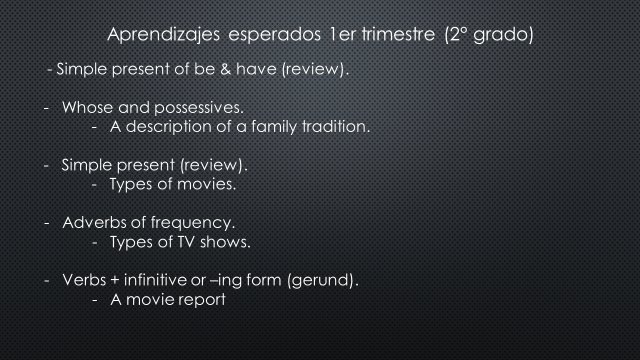 Aprendizajes esperados 1er trimestre (2° grado)
- Simple present of be & have (review).
- Whose and possessives.
- A description of a family tradition.
- Simple present (review).
- Types of movies.
- Adverbs of frequency.
- Types of TV shows.
- Verbs + infinitive or –ing form (gerund).
- A movie report